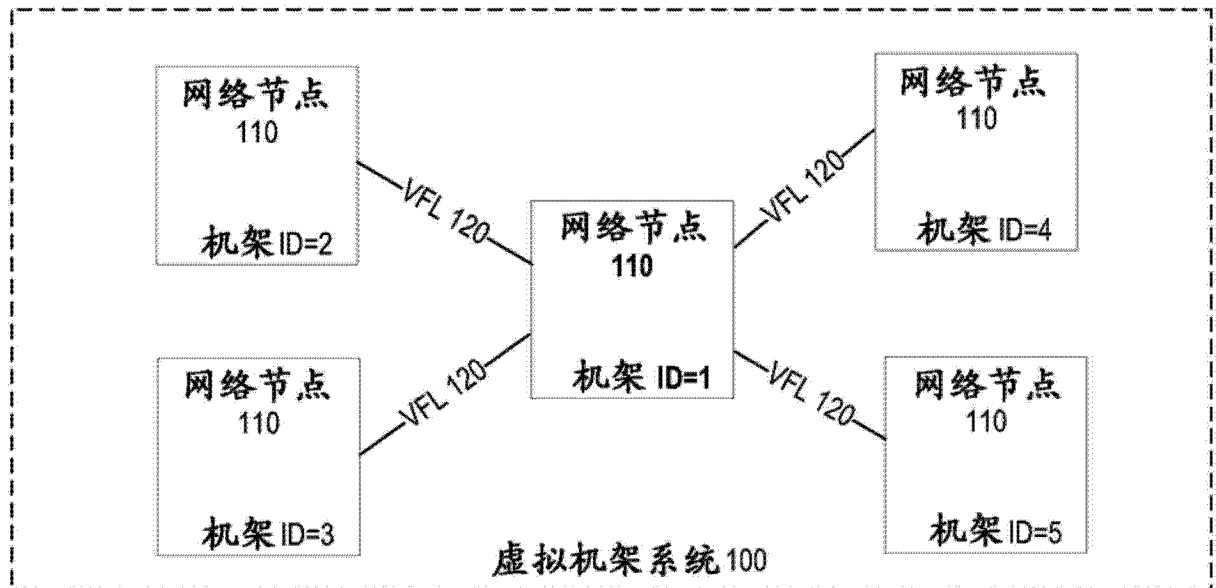 网络节点
110
机架 ID=2
网络节点
110
机架 ID=4
VFL 120
VFL 120
网络节点
110
机架 ID=1
网络节点
110
机架 ID=3
VFL 120
VFL 120
网络节点
110
机架 ID=5
虚拟机架系统 100